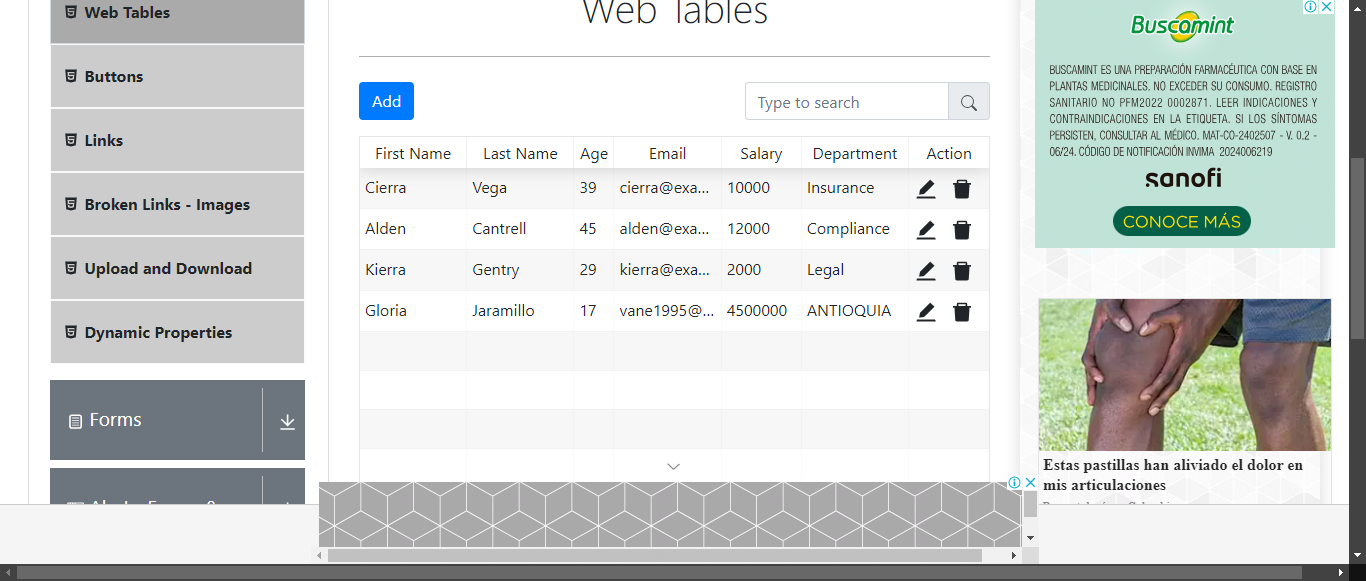 Web Tables
Buttons
Links
Broken Links - Images
Upload and Download
Dynamic Properties
Forms
Web Tables
Add
Type to search
First Name Last Name Age Email Salary Department Action
Cierra Vega 39 cierra@exa... 10000 Insurance
Alden Cantrell 45 alden@exa... 12000 Compliance
Kierra Gentry 29 kierra@exa... 2000 Legal
Gloria Jaramillo 17 vane1995@... 4500000 ANTIOQUIA
Buscamint
BUSCAMINT ES UNA PREPARACIÓN FARMACÉUTICA CON BASE EN
PLANTAS MEDICINALES. NO EXCEDER SU CONSUMO. REGISTRO
SANITARIO NO PFM2022 0002871. LEER INDICACIONES Y
CONTRAINDICACIONES EN LA ETIQUETA. SI LOS SÍNTOMAS
PERSISTEN, CONSULTAR AL MÉDICO. MAT-CO-2402507 - V. 0.2 -
06/24. CÓDIGO DE NOTIFICACIÓN INVIMA 2024006219
sanofi
CONOCE MÁS
Estas pastillas han aliviado el dolor en
mis articulaciones